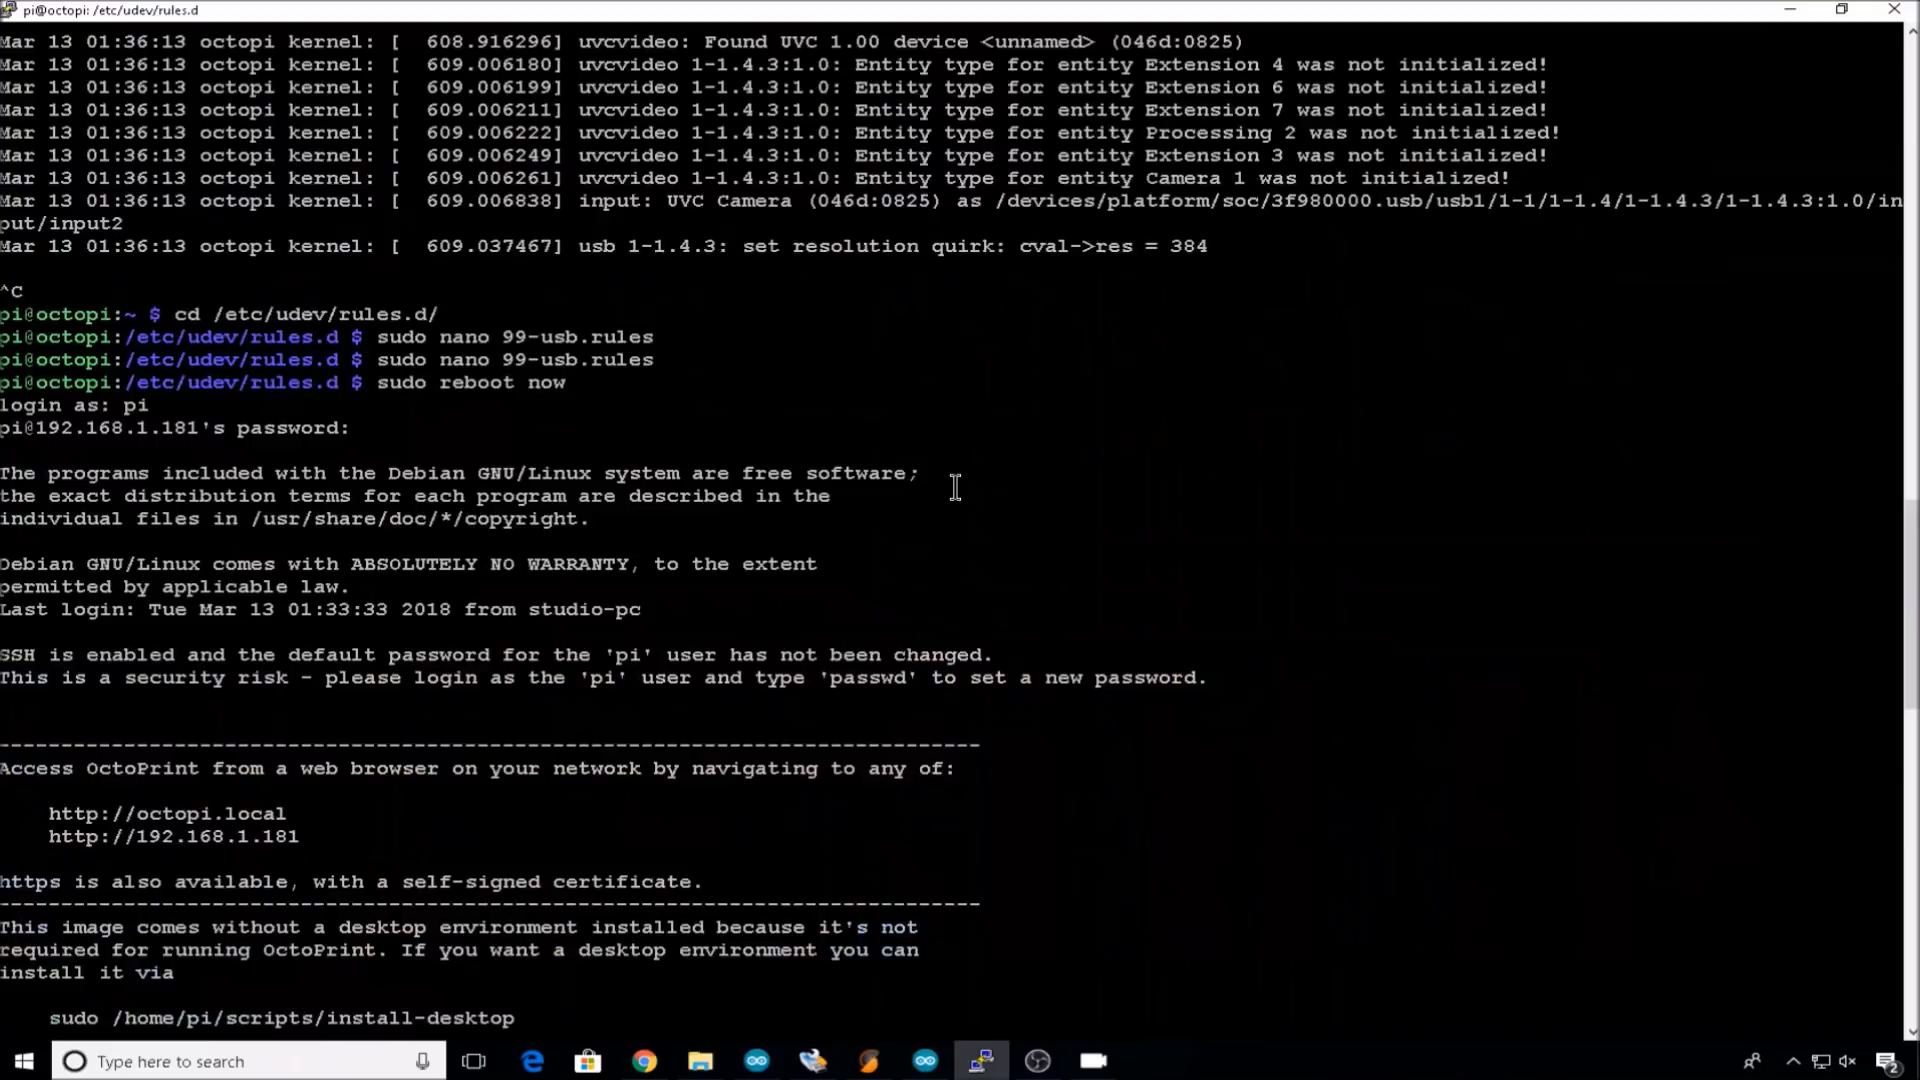 pi@octopi: /etc/udev/rules.d
Mar 13 01:36:13 octopi kernel: [  608.916296] uvcvideo: Found UVC 1.00 device <unnamed> (046d:0825)
Mar 13 01:36:13 octopi kernel: [  609.006180] uvcvideo 1-1.4.3:1.0: Entity type for entity Extension 4 was not initialized!
Mar 13 01:36:13 octopi kernel: [  609.006199] uvcvideo 1-1.4.3:1.0: Entity type for entity Extension 6 was not initialized!
Mar 13 01:36:13 octopi kernel: [  609.006211] uvcvideo 1-1.4.3:1.0: Entity type for entity Extension 7 was not initialized!
Mar 13 01:36:13 octopi kernel: [  609.006222] uvcvideo 1-1.4.3:1.0: Entity type for entity Processing 2 was not initialized!
Mar 13 01:36:13 octopi kernel: [  609.006249] uvcvideo 1-1.4.3:1.0: Entity type for entity Extension 3 was not initialized!
Mar 13 01:36:13 octopi kernel: [  609.006261] uvcvideo 1-1.4.3:1.0: Entity type for entity Camera 1 was not initialized!
Mar 13 01:36:13 octopi kernel: [  609.006838] input: UVC Camera (046d:0825) as /devices/platform/soc/3f980000.usb/usb1/1-1/1-1.4/1-1.4.3/1-1.4.3:1.0/in
put/input2
Mar 13 01:36:13 octopi kernel: [  609.037467] usb 1-1.4.3: set resolution quirk: cval->res = 384
^C
pi@octopi:~ $ cd /etc/udev/rules.d/
pi@octopi:/etc/udev/rules.d $ sudo nano 99-usb.rules
pi@octopi:/etc/udev/rules.d $ sudo nano 99-usb.rules
pi@octopi:/etc/udev/rules.d $ sudo reboot now
login as: pi
pi@192.168.1.181's password:
The programs included with the Debian GNU/Linux system are free software;
the exact distribution terms for each program are described in the
individual files in /usr/share/doc/*/copyright.
Debian GNU/Linux comes with ABSOLUTELY NO WARRANTY, to the extent
permitted by applicable law.
Last login: Tue Mar 13 01:33:33 2018 from studio-pc
SSH is enabled and the default password for the 'pi' user has not been changed.
This is a security risk - please login as the 'pi' user and type 'passwd' to set a new password.
------------------------------------------------------------------------------
Access OctoPrint from a web browser on your network by navigating to any of:
http://octopi.local
http://192.168.1.181
https is also available, with a self-signed certificate.
------------------------------------------------------------------------------
This image comes without a desktop environment installed because it's not
required for running OctoPrint. If you want a desktop environment you can
install it via
sudo /home/pi/scripts/install-desktop
Type here to search
2